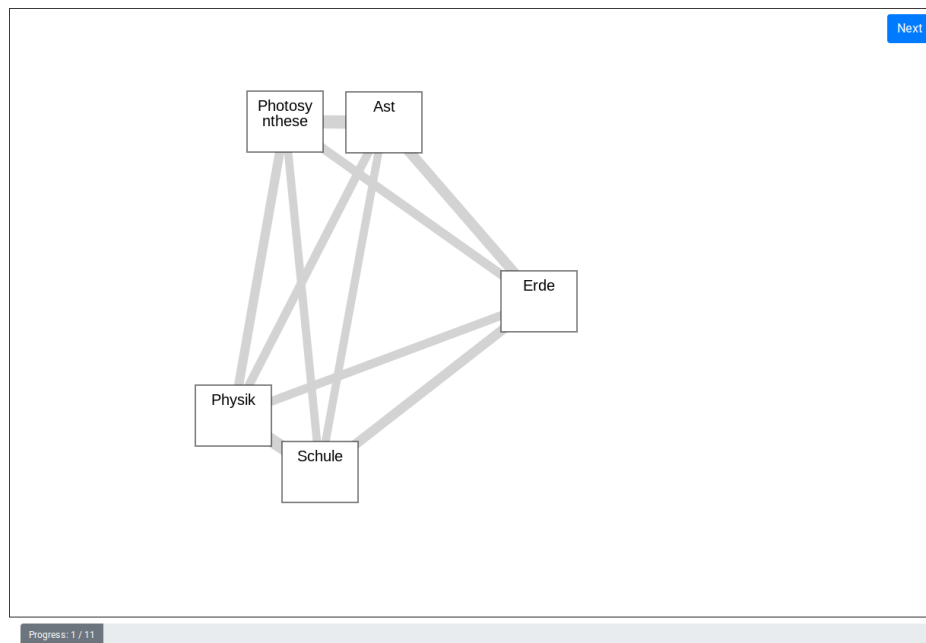 Next
Photosy
nthese
Ast
Erde
Physik
Schule
Progress: 1 / 11